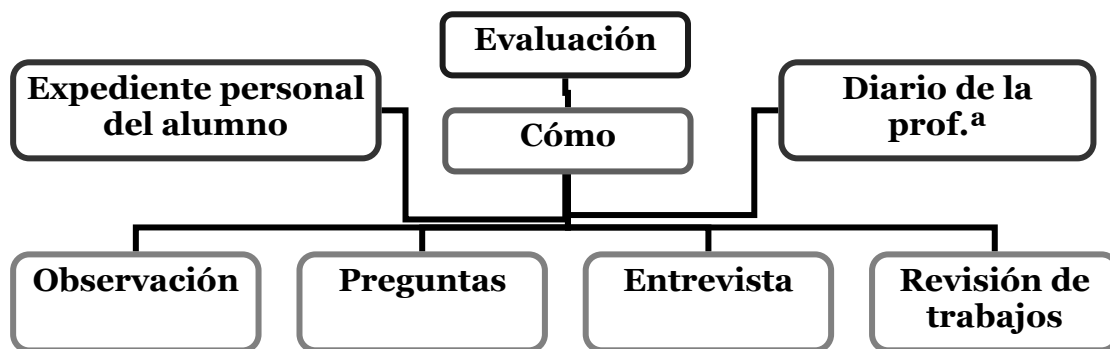 Evaluación
Expediente personal
del alumno
Diario de la
prof.ª
Cómo
Observación
Preguntas
Entrevista
Revisión de
trabajos